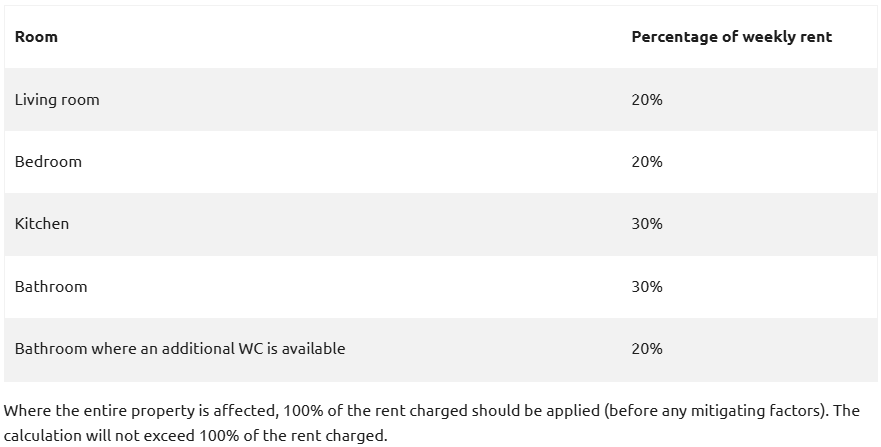 Room Percentage of weekly rent
Living room 20%
Bedroom 20%
Kitchen 30%
Bathroom 30%
Bathroom where an additional WC is available 20%
Where the entire property is affected, 100% of the rent charged should be applied (before any mitigating factors). The
calculation will not exceed 100% of the rent charged.